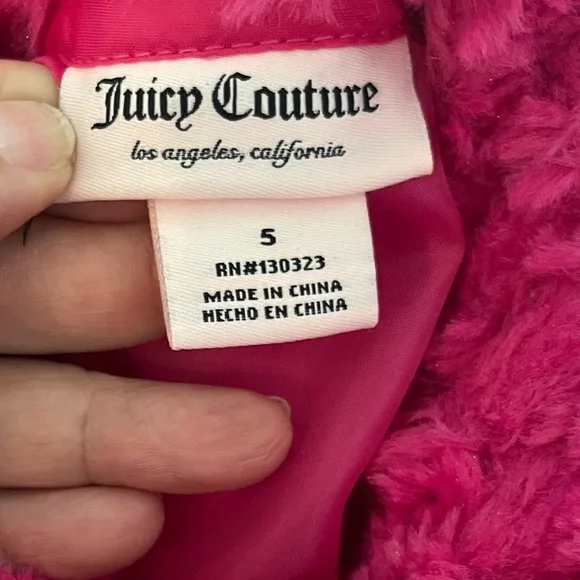 Juicy Couture
los angeles, california
5
RN#130323
MADE IN CHINA
HECHO EN CHINA